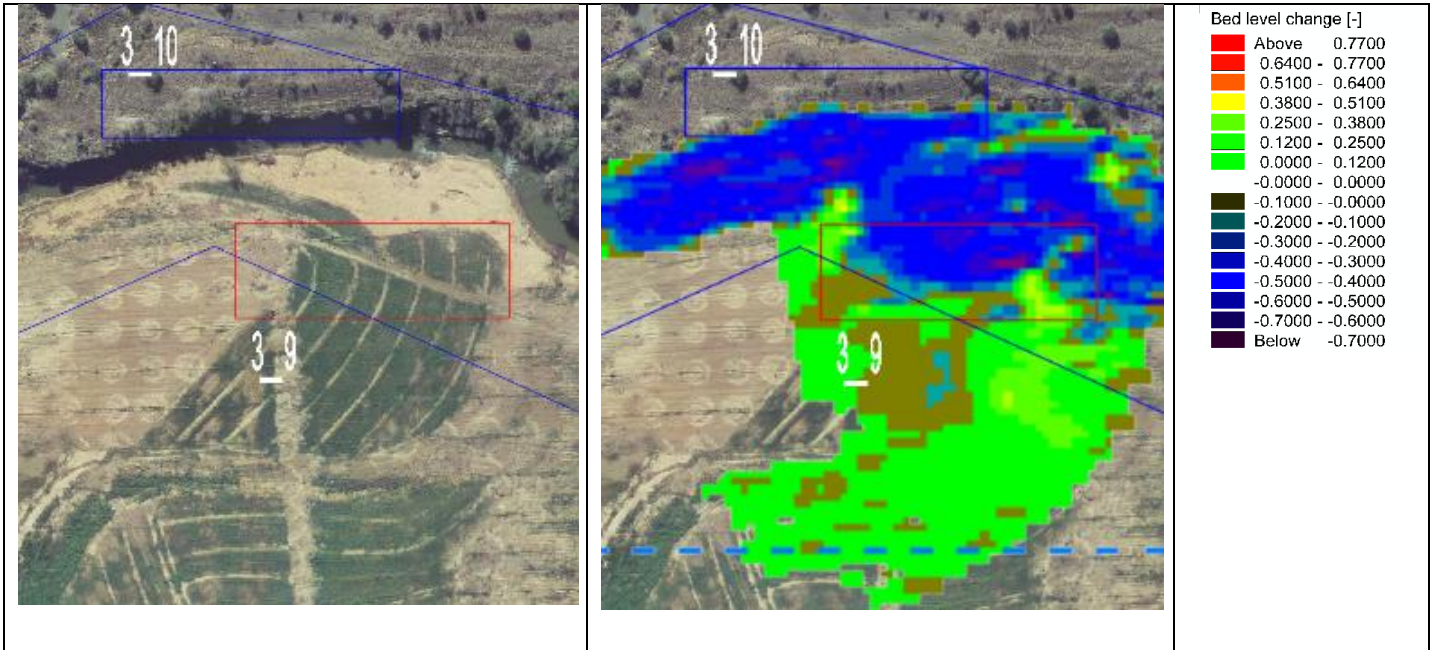 3_10
3_9
3_10
3_9
Bed level change [-]
Above 0.7700
0.6400 - 0.7700
0.5100 - 0.6400
0.3800 - 0.5100
0.2500 - 0.3800
0.1200 - 0.2500
0.0000 - 0.1200
-0.0000 - 0.0000
-0.1000 - -0.0000
-0.2000 - -0.1000
-0.3000 - -0.2000
-0.4000 - -0.3000
-0.5000 - -0.4000
-0.6000 - -0.5000
-0.7000 - -0.6000
Below -0.7000